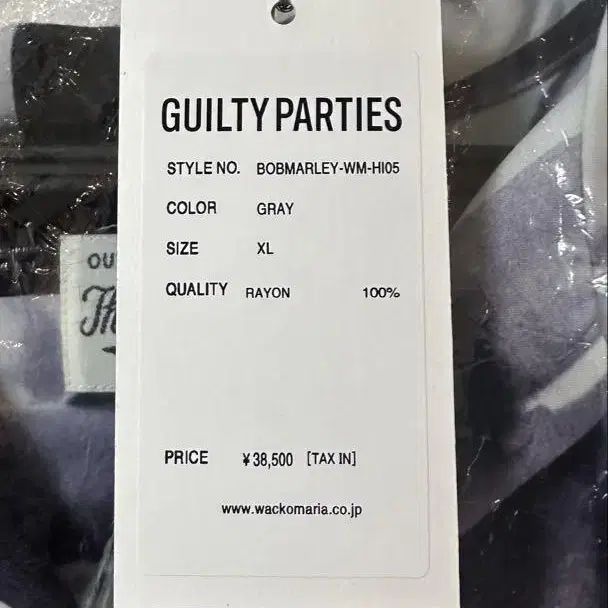 GUILTY PARTIES
STYLE NO. BOBMARLEY-WM-HI05
COLOR GRAY
SIZE XL
QUALITY RAYON 100%
PRICE ¥38,500 [TAX IN]
www.wackomaria.co.jp